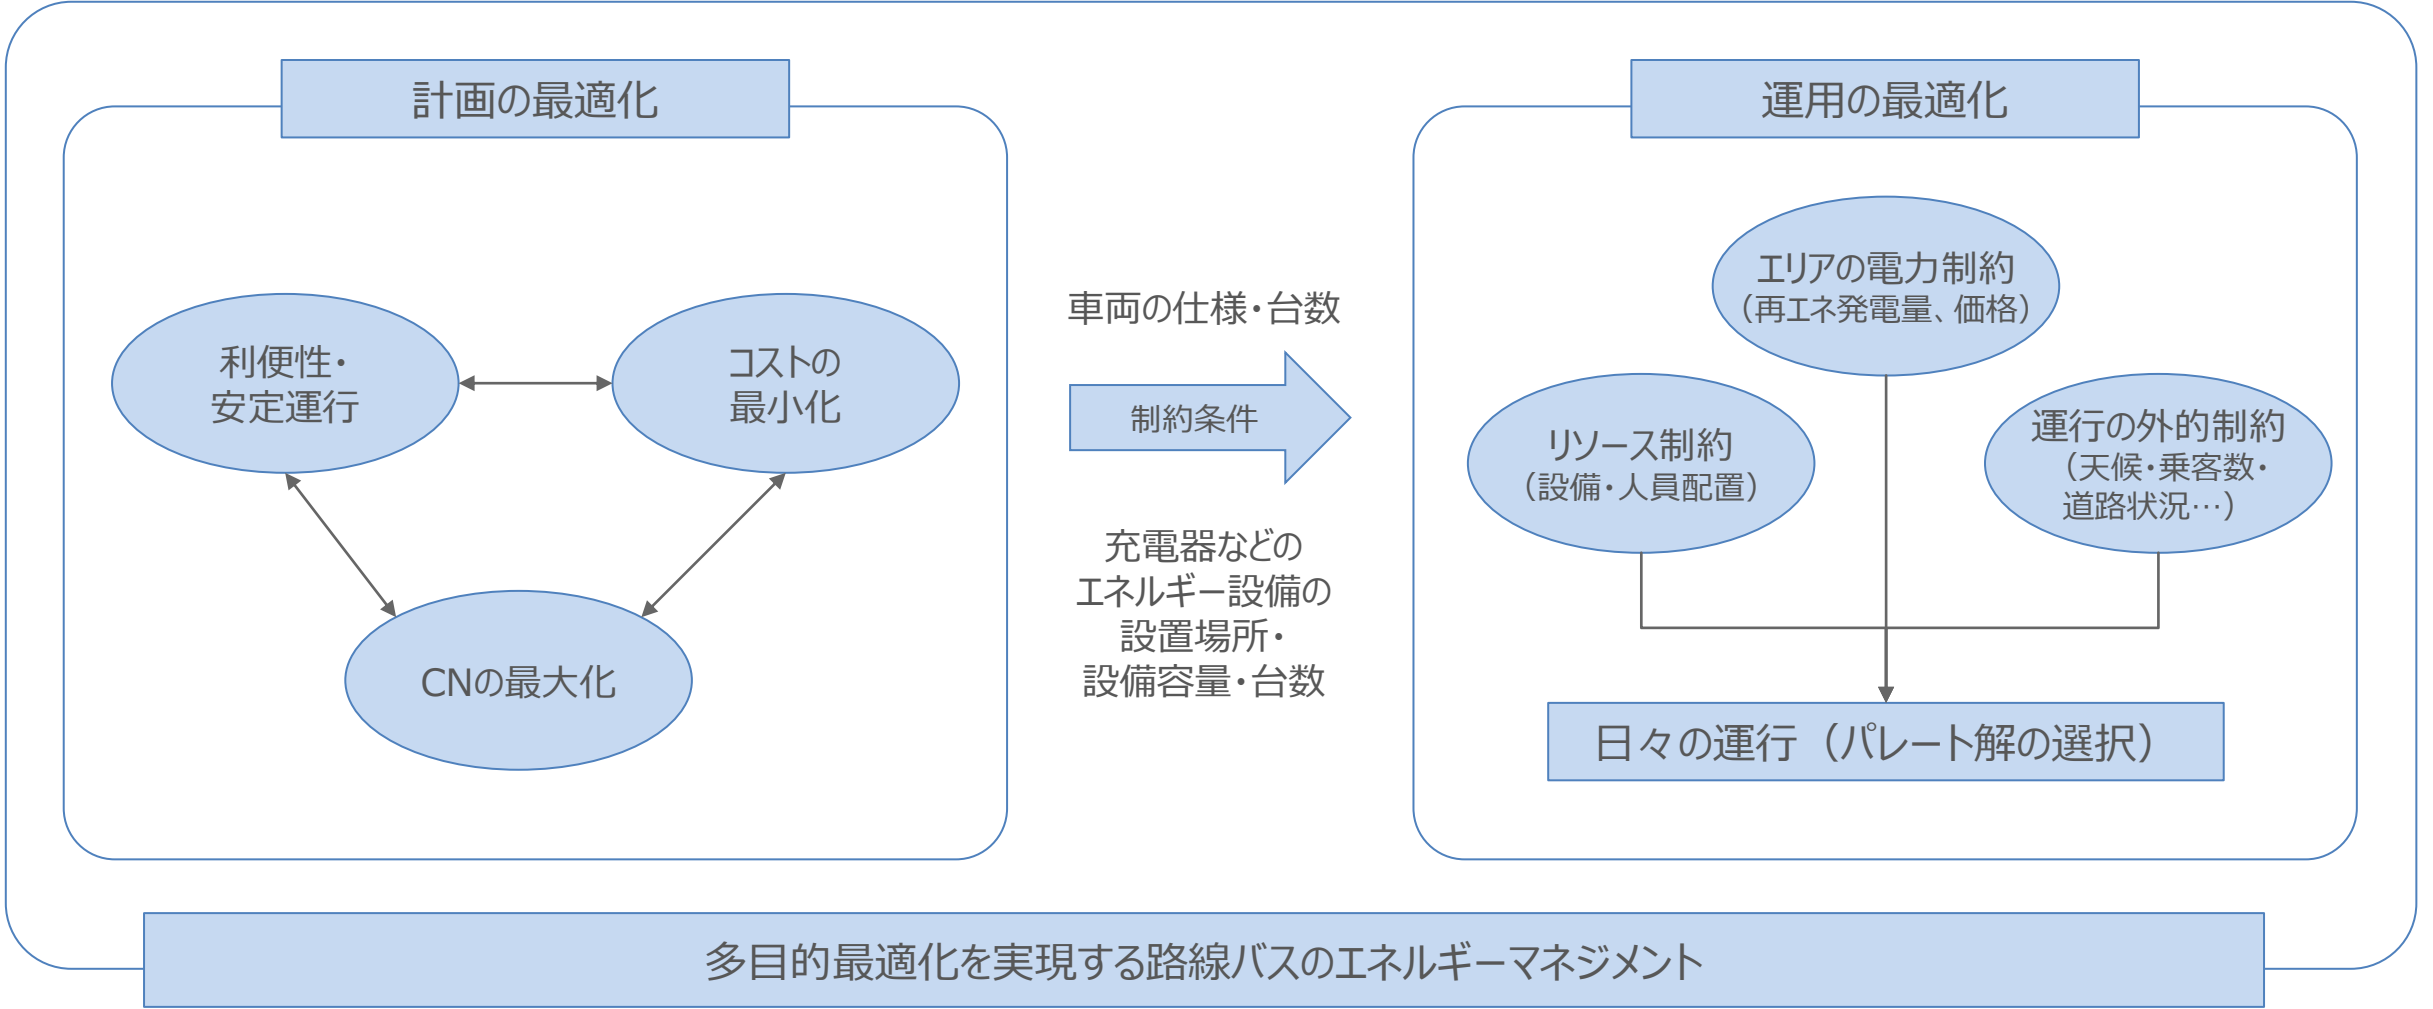 計画の最適化
利便性・
安定運行
コストの
最小化
CNの最大化
車両の仕様・台数
制約条件
充電器などの
エネルギー設備の
設置場所・
設備容量・台数
運用の最適化
エリアの電力制約
（再エネ発電量、価格）
リソース制約
（設備・人員配置）
運行の外的制約
（天候・乗客数・
道路状況…）
日々の運行（パレート解の選択）
多目的最適化を実現する路線バスのエネルギーマネジメント